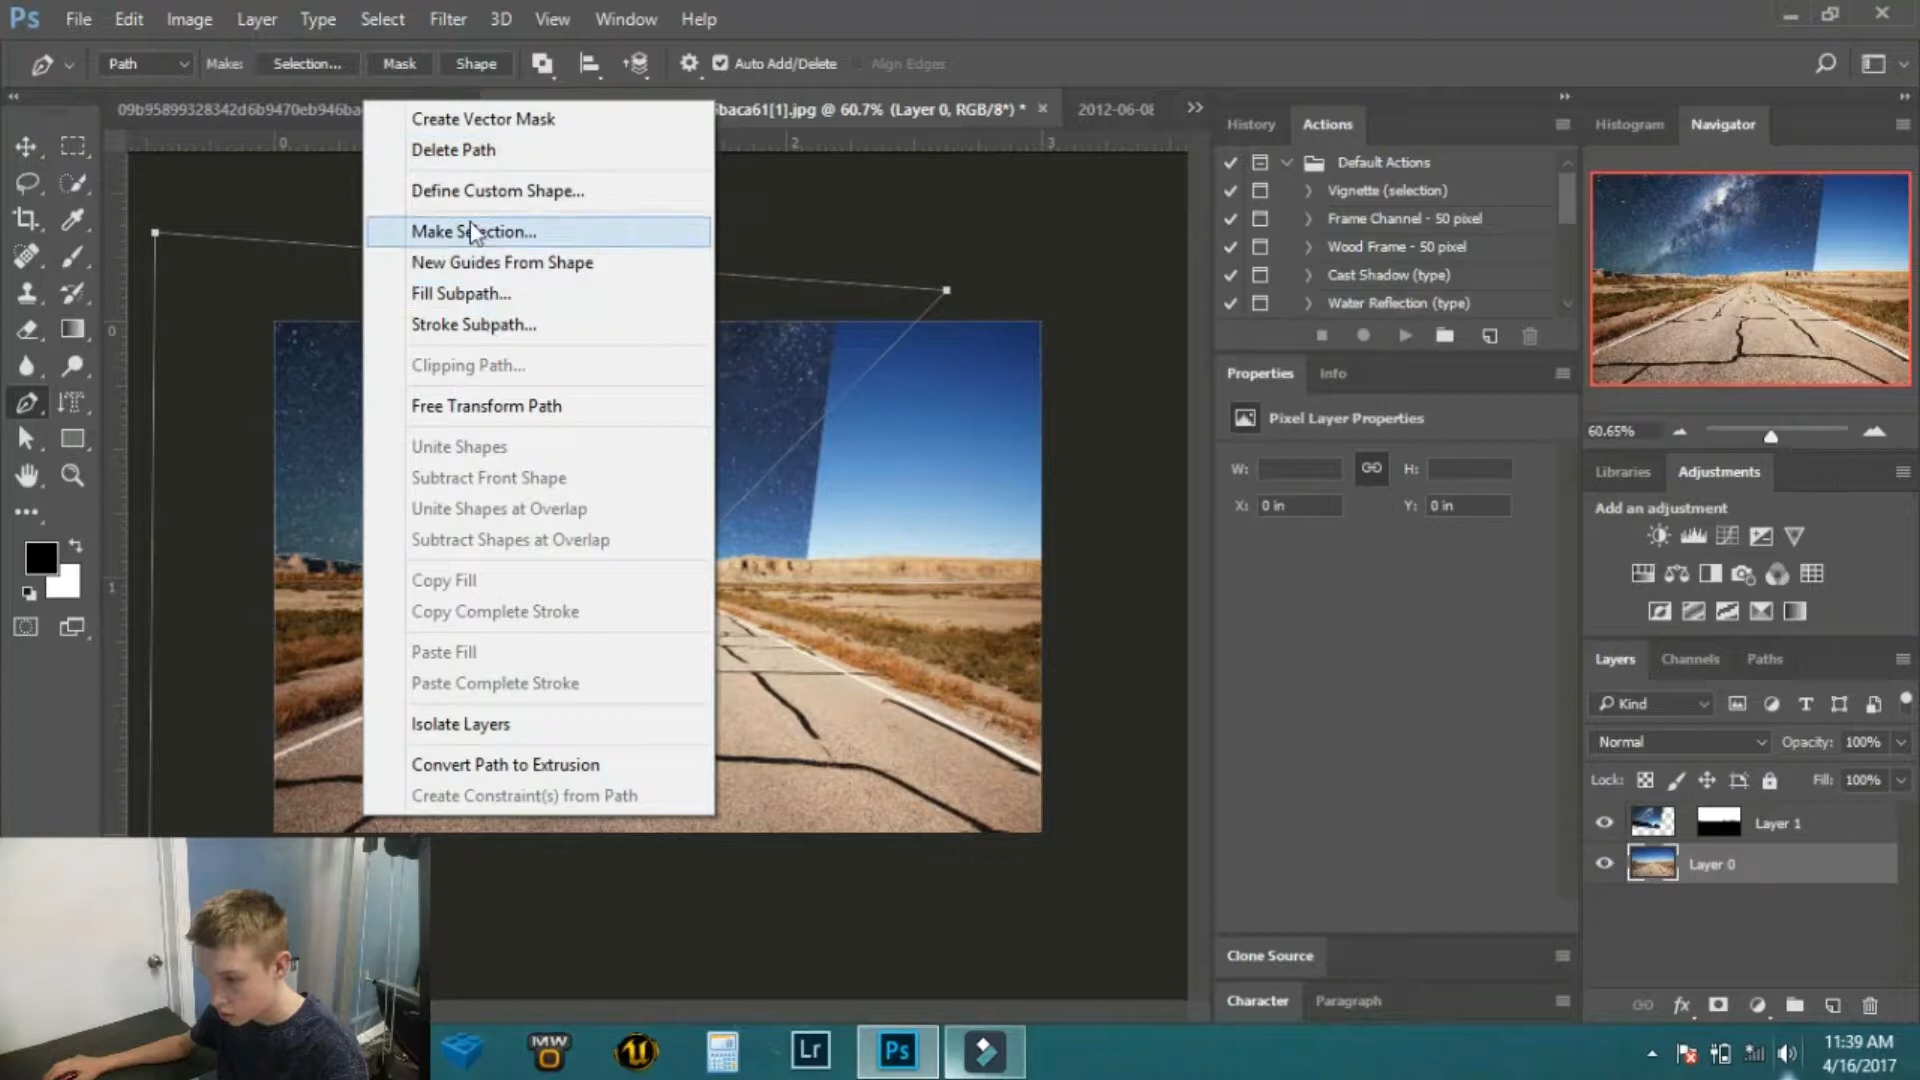 Ps File Edit Image Layer Type Select Filter 3D View Window Help
Path Make: Selection... Mask Shape Auto Add/Delete Align Edges
09b95899328342d6b9470eb946ba baca61[1].jpg @ 60.7% (Layer 0, RGB/8*) * × 2012-06-08
0 2 3
0
1
Create Vector Mask
Delete Path
Define Custom Shape...
Make Selection...
New Guides From Shape
Fill Subpath...
Stroke Subpath...
Clipping Path...
Free Transform Path
Unite Shapes
Subtract Front Shape
Unite Shapes at Overlap
Subtract Shapes at Overlap
Copy Fill
Copy Complete Stroke
Paste Fill
Paste Complete Stroke
Isolate Layers
Convert Path to Extrusion
Create Constraint(s) from Path
History Actions
Default Actions
Vignette (selection)
Frame Channel - 50 pixel
Wood Frame - 50 pixel
Cast Shadow (type)
Water Reflection (type)
Properties Info
Pixel Layer Properties
W: H:
X: 0 in Y: 0 in
Clone Source
Character Paragraph
Histogram Navigator
60.65%
Libraries Adjustments
Add an adjustment
Layers Channels Paths
Kind
Normal Opacity: 100%
Lock: Fill: 100%
Layer 1
Layer 0
fx
MW
O
Lr
Ps
11:39 AM
4/16/2017